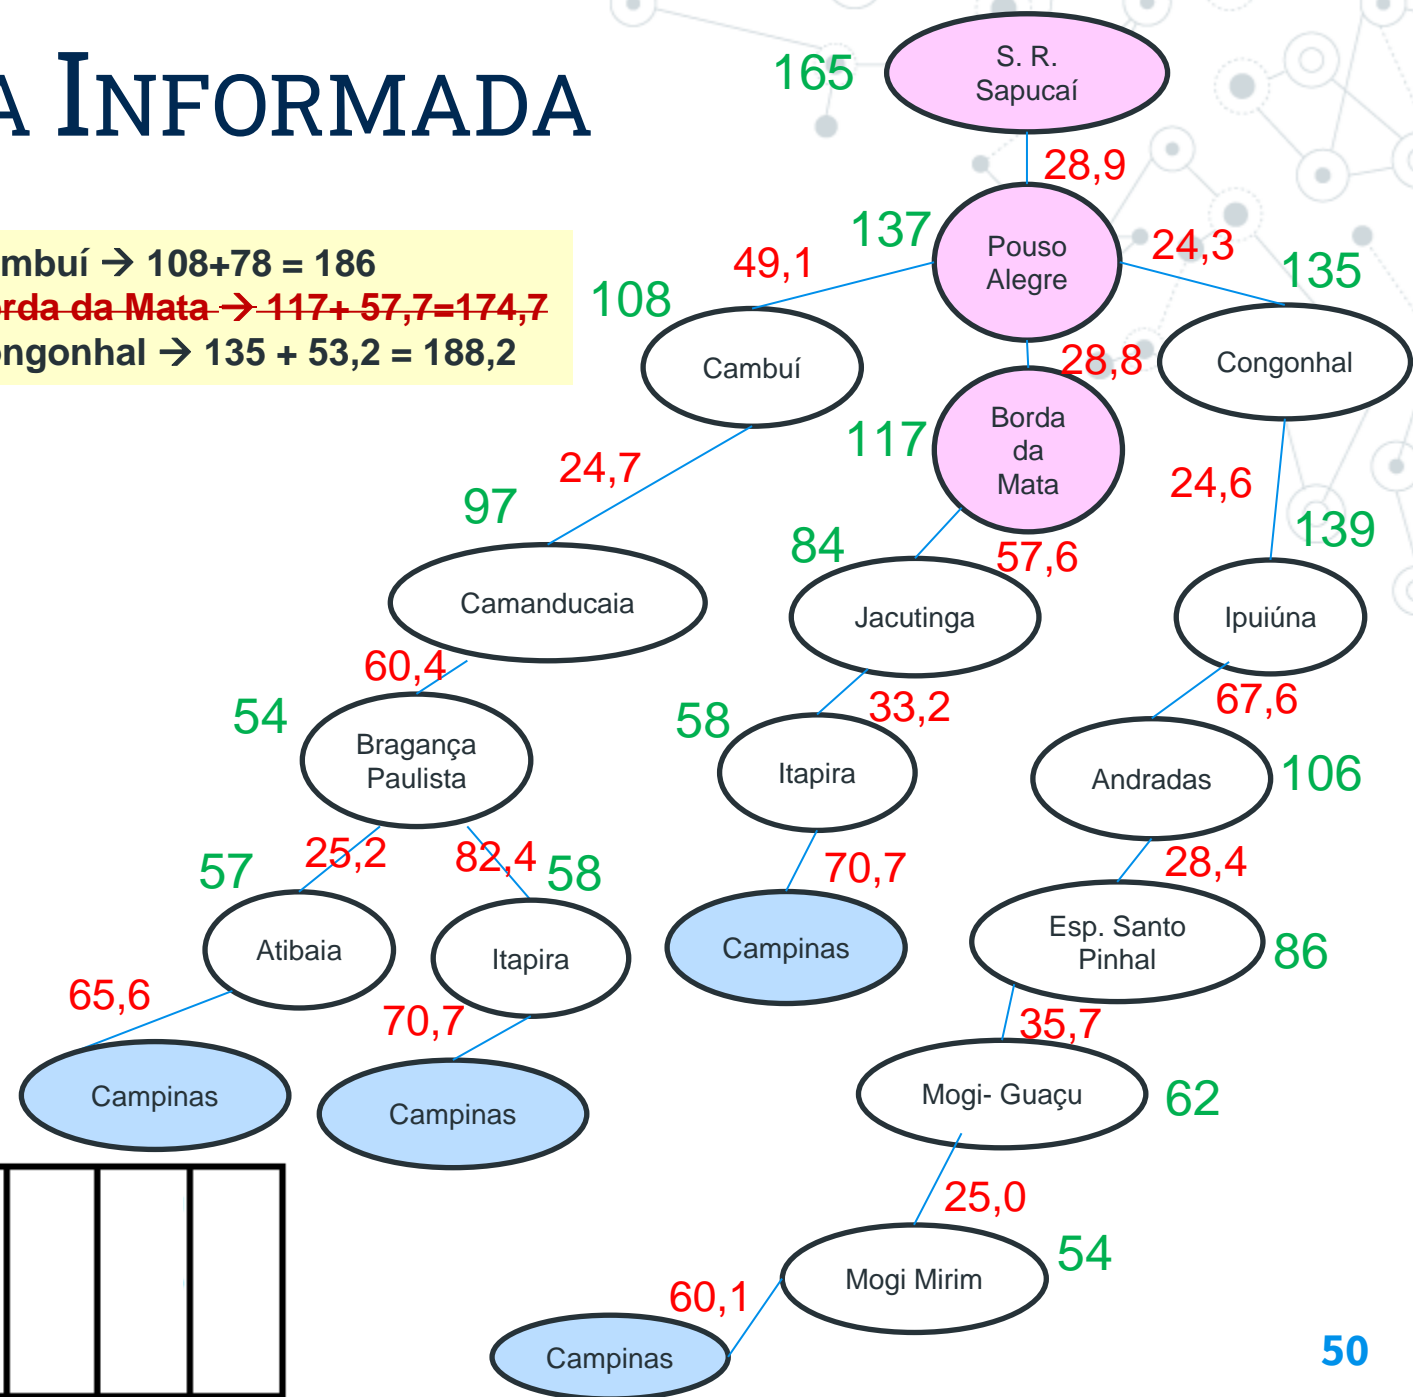 A INFORMADA
mbuí → 108+78 = 186
rda da Mata → 117+ 57,7=174,7
ongonhal → 135 + 53,2 = 188,2
165
S. R.
Sapucaí
28,9
137
Pouso
Alegre
49,1
24,3
108
135
Cambuí
28,8
Congonhal
117
Borda
da
Mata
24,7
24,6
97
84
57,6
139
Camanducaia
Jacutinga
Ipuiúna
60,4
33,2
67,6
54
Bragança
Paulista
58
Itapira
Andradas
106
25,2
82,4
57
58
70,7
28,4
Atibaia
Itapira
Campinas
Esp. Santo
Pinhal
86
65,6
70,7
35,7
Campinas
Campinas
Mogi- Guaçu
62
25,0
Mogi Mirim
54
60,1
Campinas
50